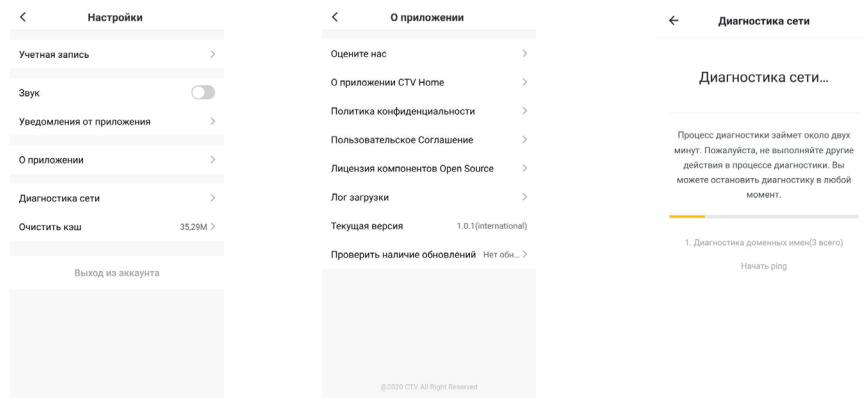 Настройки
Учетная запись
Звук
Уведомления от приложения
О приложении
Диагностика сети
Очистить кэш 35,29M
Выход из аккаунта
О приложении
Оцените нас
О приложении CTV Home
Политика конфиденциальности
Пользовательское Соглашение
Лицензия компонентов Open Source
Лог загрузки
Текущая версия 1.0.1(international)
Проверить наличие обновлений Нет обн...
@2020 CTV All Right Reserved
Диагностика сети
Диагностика сети...
Процесс диагностики займет около двух
минут. Пожалуйста, не выполняйте другие
действия в процессе диагностики. Вы
можете остановить диагностику в любой
момент.
1. Диагностика доменных имен(3 всего)
Начать ping